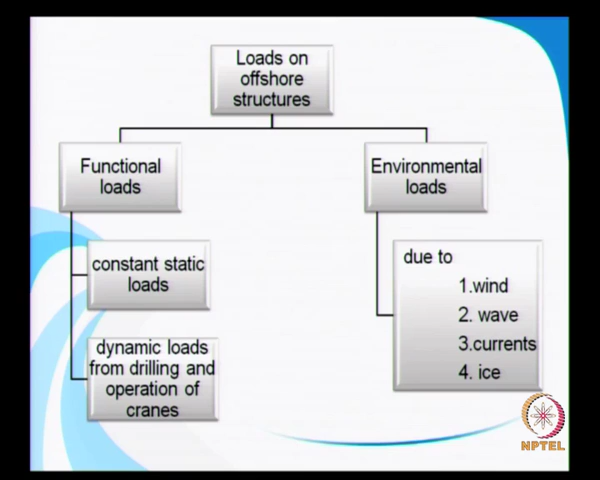 Loads on
offshore
structures
Functional
loads
Environmental
loads
constant static
loads
dynamic loads
from drilling and
operation of
cranes
due to
1.wind
2. wave
3.currents
4. ice
NPTEL